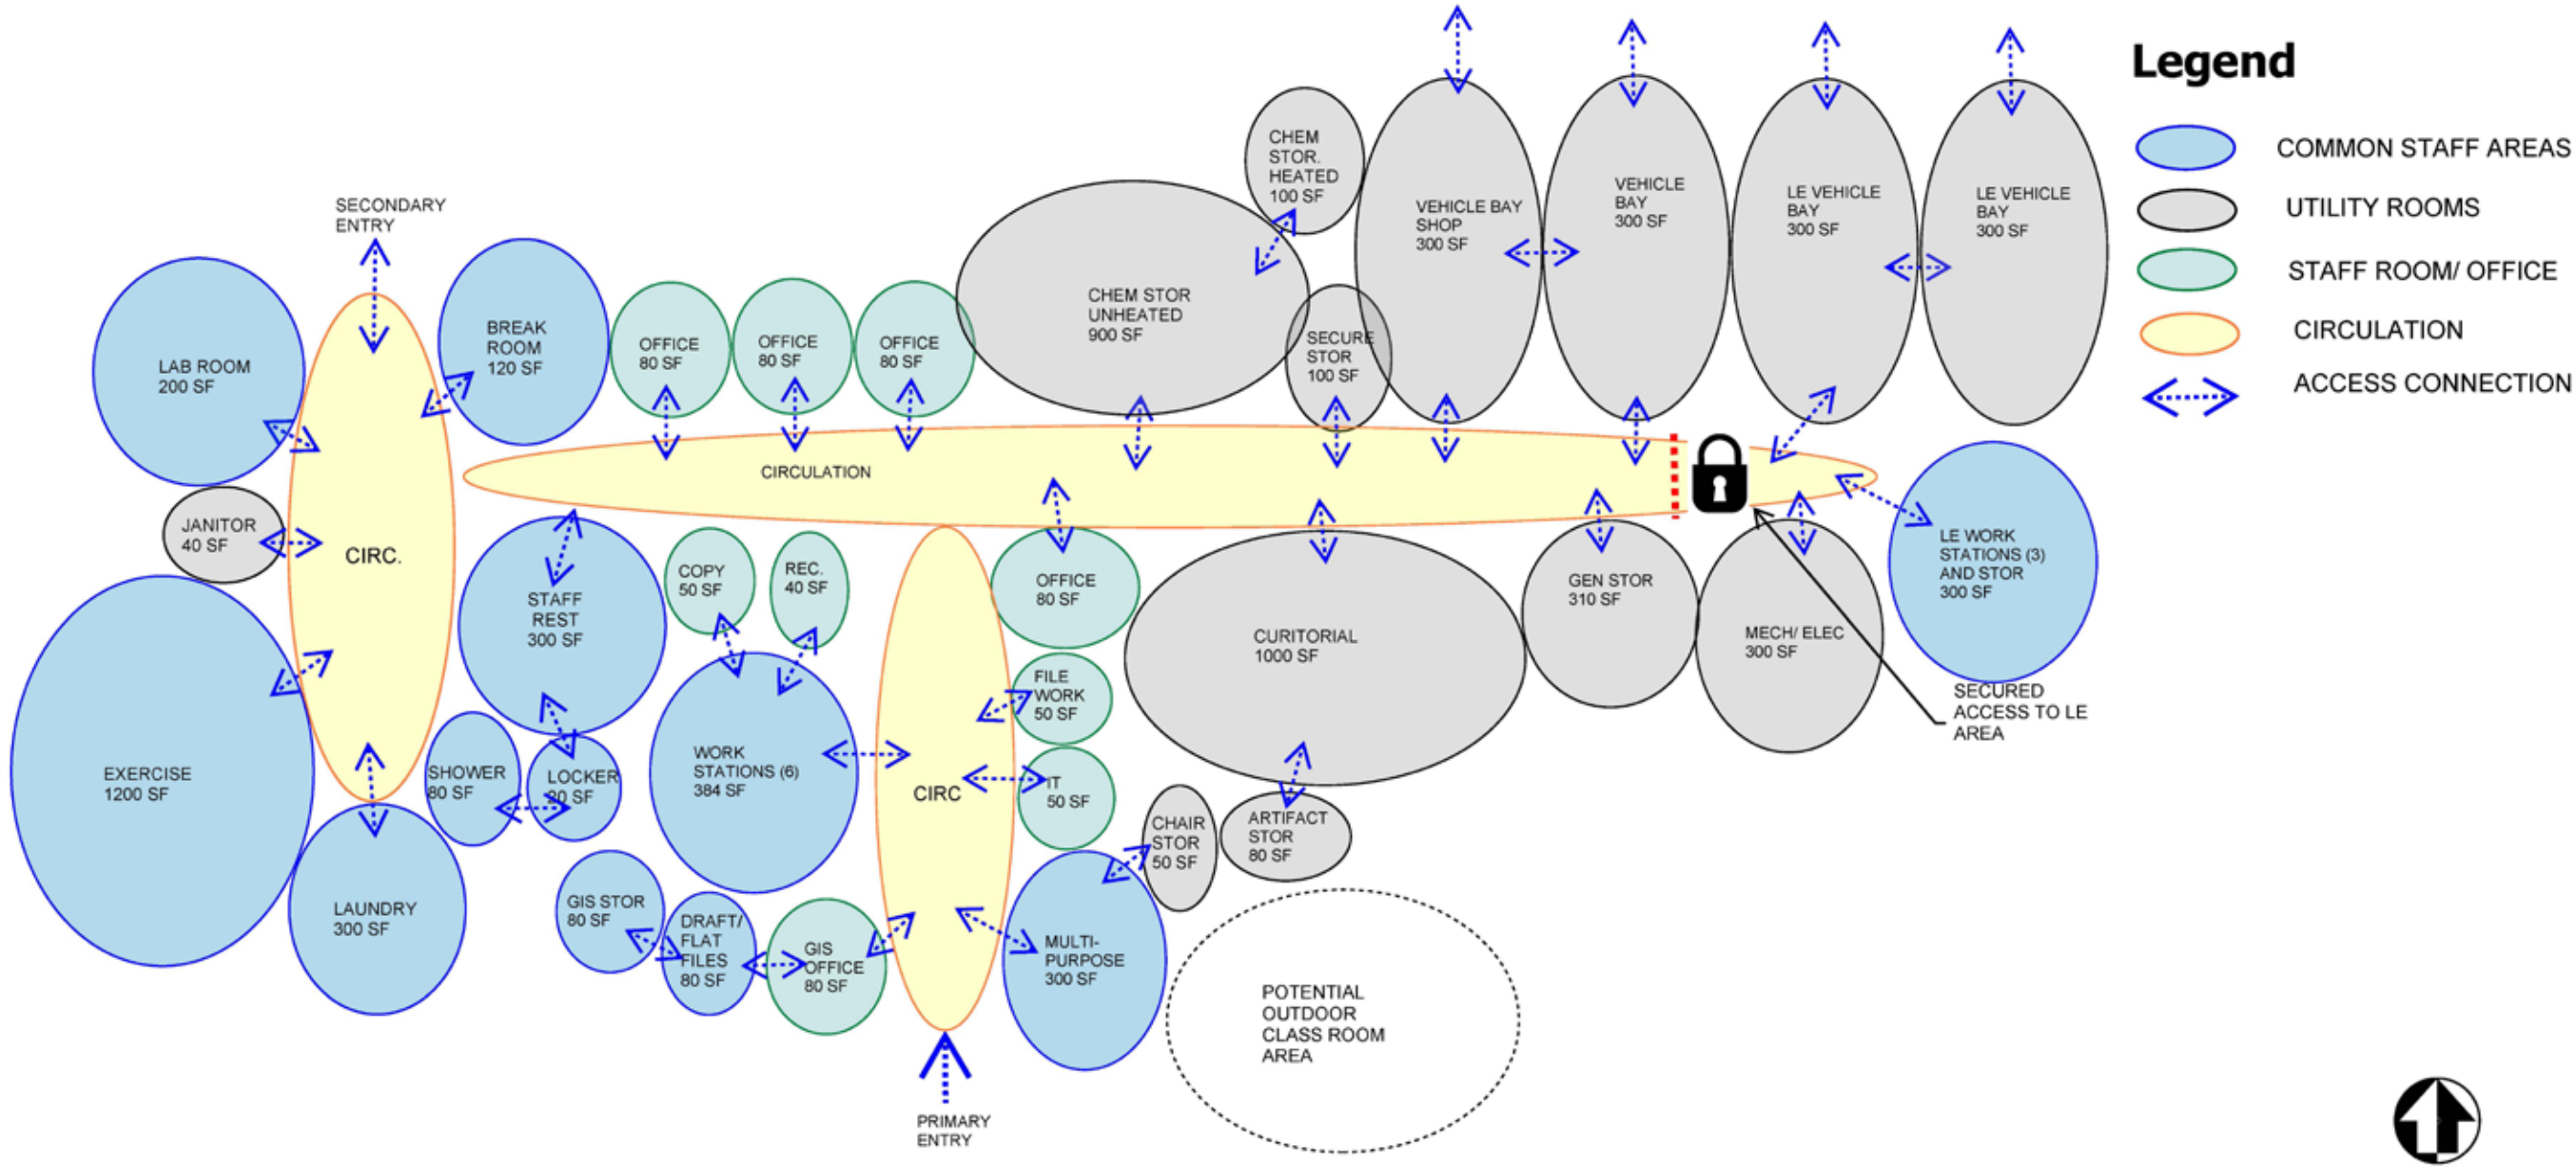 Legend
COMMON STAFF AREAS
UTILITY ROOMS
STAFF ROOM/ OFFICE
CIRCULATION
ACCESS CONNECTION
SECONDARY
ENTRY
LAB ROOM
200 SF
BREAK
ROOM
120 SF
OFFICE
80 SF
OFFICE
80 SF
OFFICE
80 SF
CHEM STOR
UNHEATED
900 SF
CHEM
STOR.
HEATED
100 SF
SECURE
STOR
100 SF
VEHICLE BAY
SHOP
300 SF
VEHICLE
BAY
300 SF
LE VEHICLE
BAY
300 SF
LE VEHICLE
BAY
300 SF
CIRCULATION
JANITOR
40 SF
CIRC.
STAFF
REST
300 SF
COPY
50 SF
REC.
40 SF
OFFICE
80 SF
FILE
WORK
50 SF
IT
50 SF
CURITORIAL
1000 SF
GEN STOR
310 SF
MECH/ ELEC
300 SF
LE WORK
STATIONS (3)
AND STOR
300 SF
SECURED
ACCESS TO LE
AREA
EXERCISE
1200 SF
SHOWER
80 SF
LOCKER
20 SF
WORK
STATIONS (6)
384 SF
CIRC
CHAIR
STOR
50 SF
ARTIFACT
STOR
80 SF
LAUNDRY
300 SF
GIS STOR
80 SF
DRAFT/
FLAT
FILES
80 SF
GIS
OFFICE
80 SF
MULTI-
PURPOSE
300 SF
POTENTIAL
OUTDOOR
CLASS ROOM
AREA
PRIMARY
ENTRY